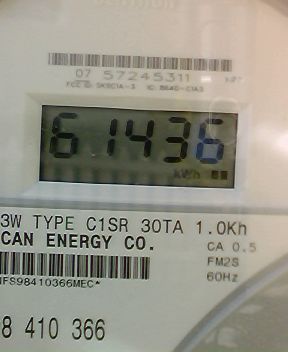 07 57245311
61436
kWh
3W TYPE C1SR 30TA 1.0Kh
CAN ENERGY CO.
CA 0.5
FM2S
60Hz
IFS98410366MEC*
8 410 366